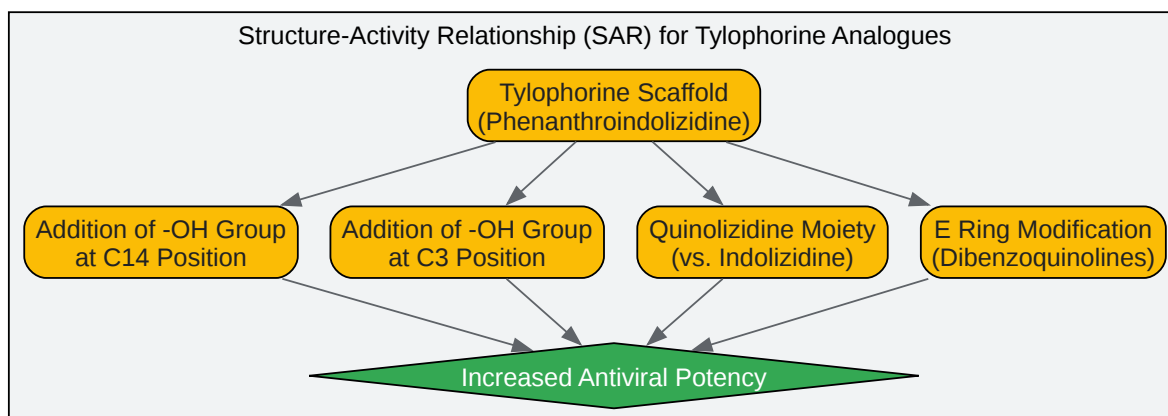 Structure-Activity Relationship (SAR) for Tylophorine Analogues
Tylophorine Scaffold
(Phenanthroindolizidine)
Addition of -OH Group
at C14 Position
Addition of -OH Group
at C3 Position
Quinolizidine Moiety
(vs. Indolizidine)
E Ring Modification
(Dibenzoquinolines)
Increased Antiviral Potency